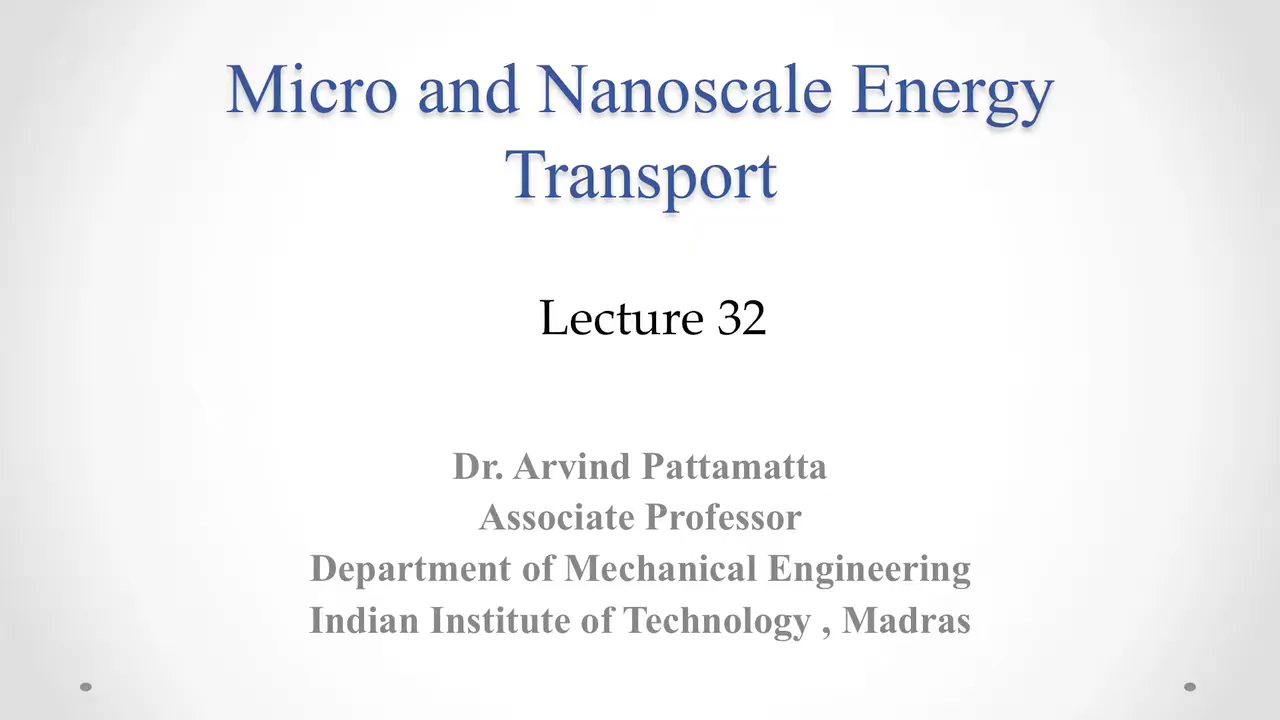 Micro and Nanoscale Energy
Transport
Lecture 32
Dr. Arvind Pattamatta
Associate Professor
Department of Mechanical Engineering
Indian Institute of Technology , Madras